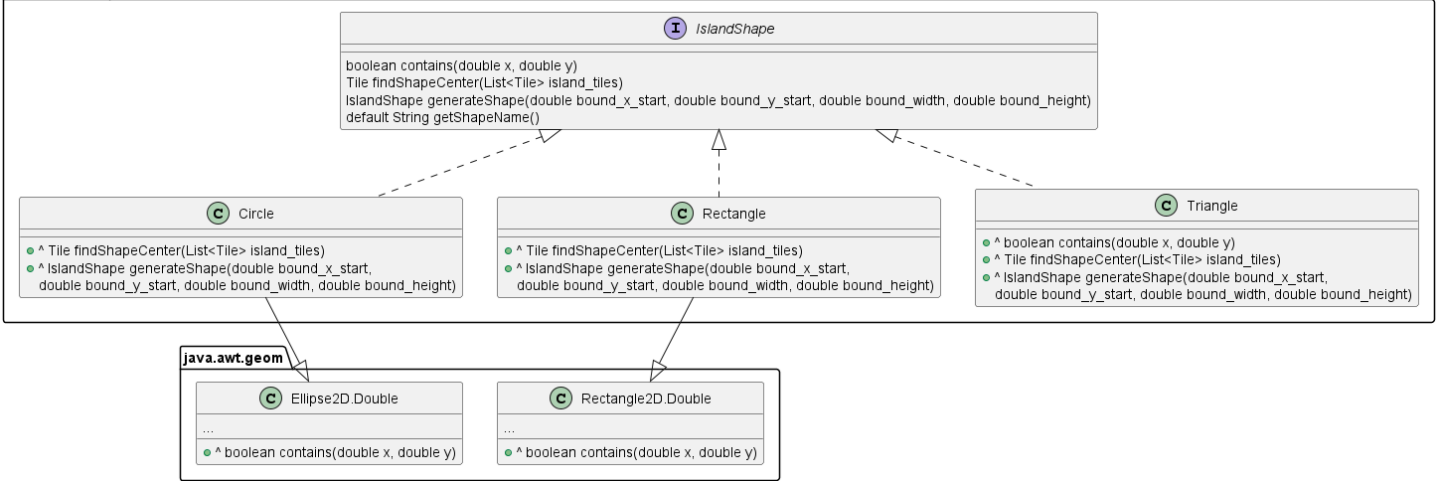 I IslandShape
boolean contains(double x, double y)
Tile findShapeCenter(List<Tile> island_tiles)
IslandShape generateShape(double bound_x_start, double bound_y_start, double bound_width, double bound_height)
default String getShapeName()
C Circle
^ Tile findShapeCenter(List<Tile> island_tiles)
^ IslandShape generateShape(double bound_x_start,
double bound_y_start, double bound_width, double bound_height)
C Rectangle
^ Tile findShapeCenter(List<Tile> island_tiles)
^ IslandShape generateShape(double bound_x_start,
double bound_y_start, double bound_width, double bound_height)
C Triangle
^ boolean contains(double x, double y)
^ Tile findShapeCenter(List<Tile> island_tiles)
^ IslandShape generateShape(double bound_x_start,
double bound_y_start, double bound_width, double bound_height)
java.awt.geom
C Ellipse2D.Double
...
^ boolean contains(double x, double y)
C Rectangle2D.Double
...
^ boolean contains(double x, double y)